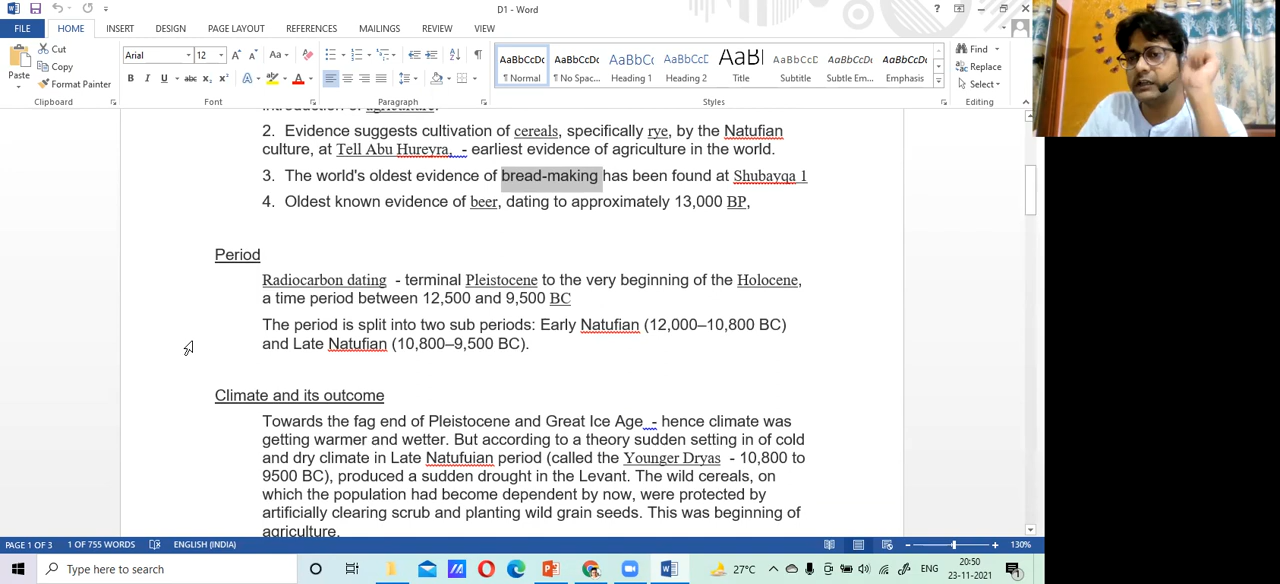 D1 - Word
FILE HOME INSERT DESIGN PAGE LAYOUT REFERENCES MAILINGS REVIEW VIEW
Paste Cut Copy Format Painter Clipboard
Arial 12 Aa Font
Paragraph
AaBbCcDc ¶ Normal
AaBbCcDc ¶ No Spac...
AaBbC Heading 1
AaBbCcC Heading 2
AaBI Title
AaBbCcD Subtitle
AaBbCcDt Subtle Em...
AaBbCcDt Emphasis
Styles
Find Replace Select Editing
introduction of agriculture.
2. Evidence suggests cultivation of cereals, specifically rye, by the Natufian
culture, at Tell Abu Hureyra, - earliest evidence of agriculture in the world.
3. The world's oldest evidence of bread-making has been found at Shubayqa 1
4. Oldest known evidence of beer, dating to approximately 13,000 BP,
Period
Radiocarbon dating - terminal Pleistocene to the very beginning of the Holocene,
a time period between 12,500 and 9,500 BC
The period is split into two sub periods: Early Natufian (12,000–10,800 BC)
and Late Natufian (10,800–9,500 BC).
Climate and its outcome
Towards the fag end of Pleistocene and Great Ice Age - hence climate was
getting warmer and wetter. But according to a theory sudden setting in of cold
and dry climate in Late Natufuian period (called the Younger Dryas - 10,800 to
9500 BC), produced a sudden drought in the Levant. The wild cereals, on
which the population had become dependent by now, were protected by
artificially clearing scrub and planting wild grain seeds. This was beginning of
agriculture.
PAGE 1 OF 3 1 OF 755 WORDS ENGLISH (INDIA) 130%
Type here to search 27°C ENG 20:50
23-11-2021